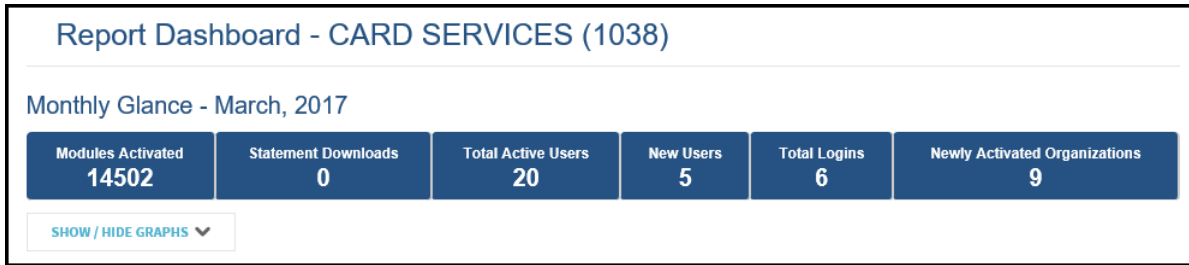 Report Dashboard - CARD SERVICES (1038)
Monthly Glance - March, 2017
Modules Activated
14502
Statement Downloads
0
Total Active Users
20
New Users
5
Total Logins
6
Newly Activated Organizations
9
SHOW / HIDE GRAPHS